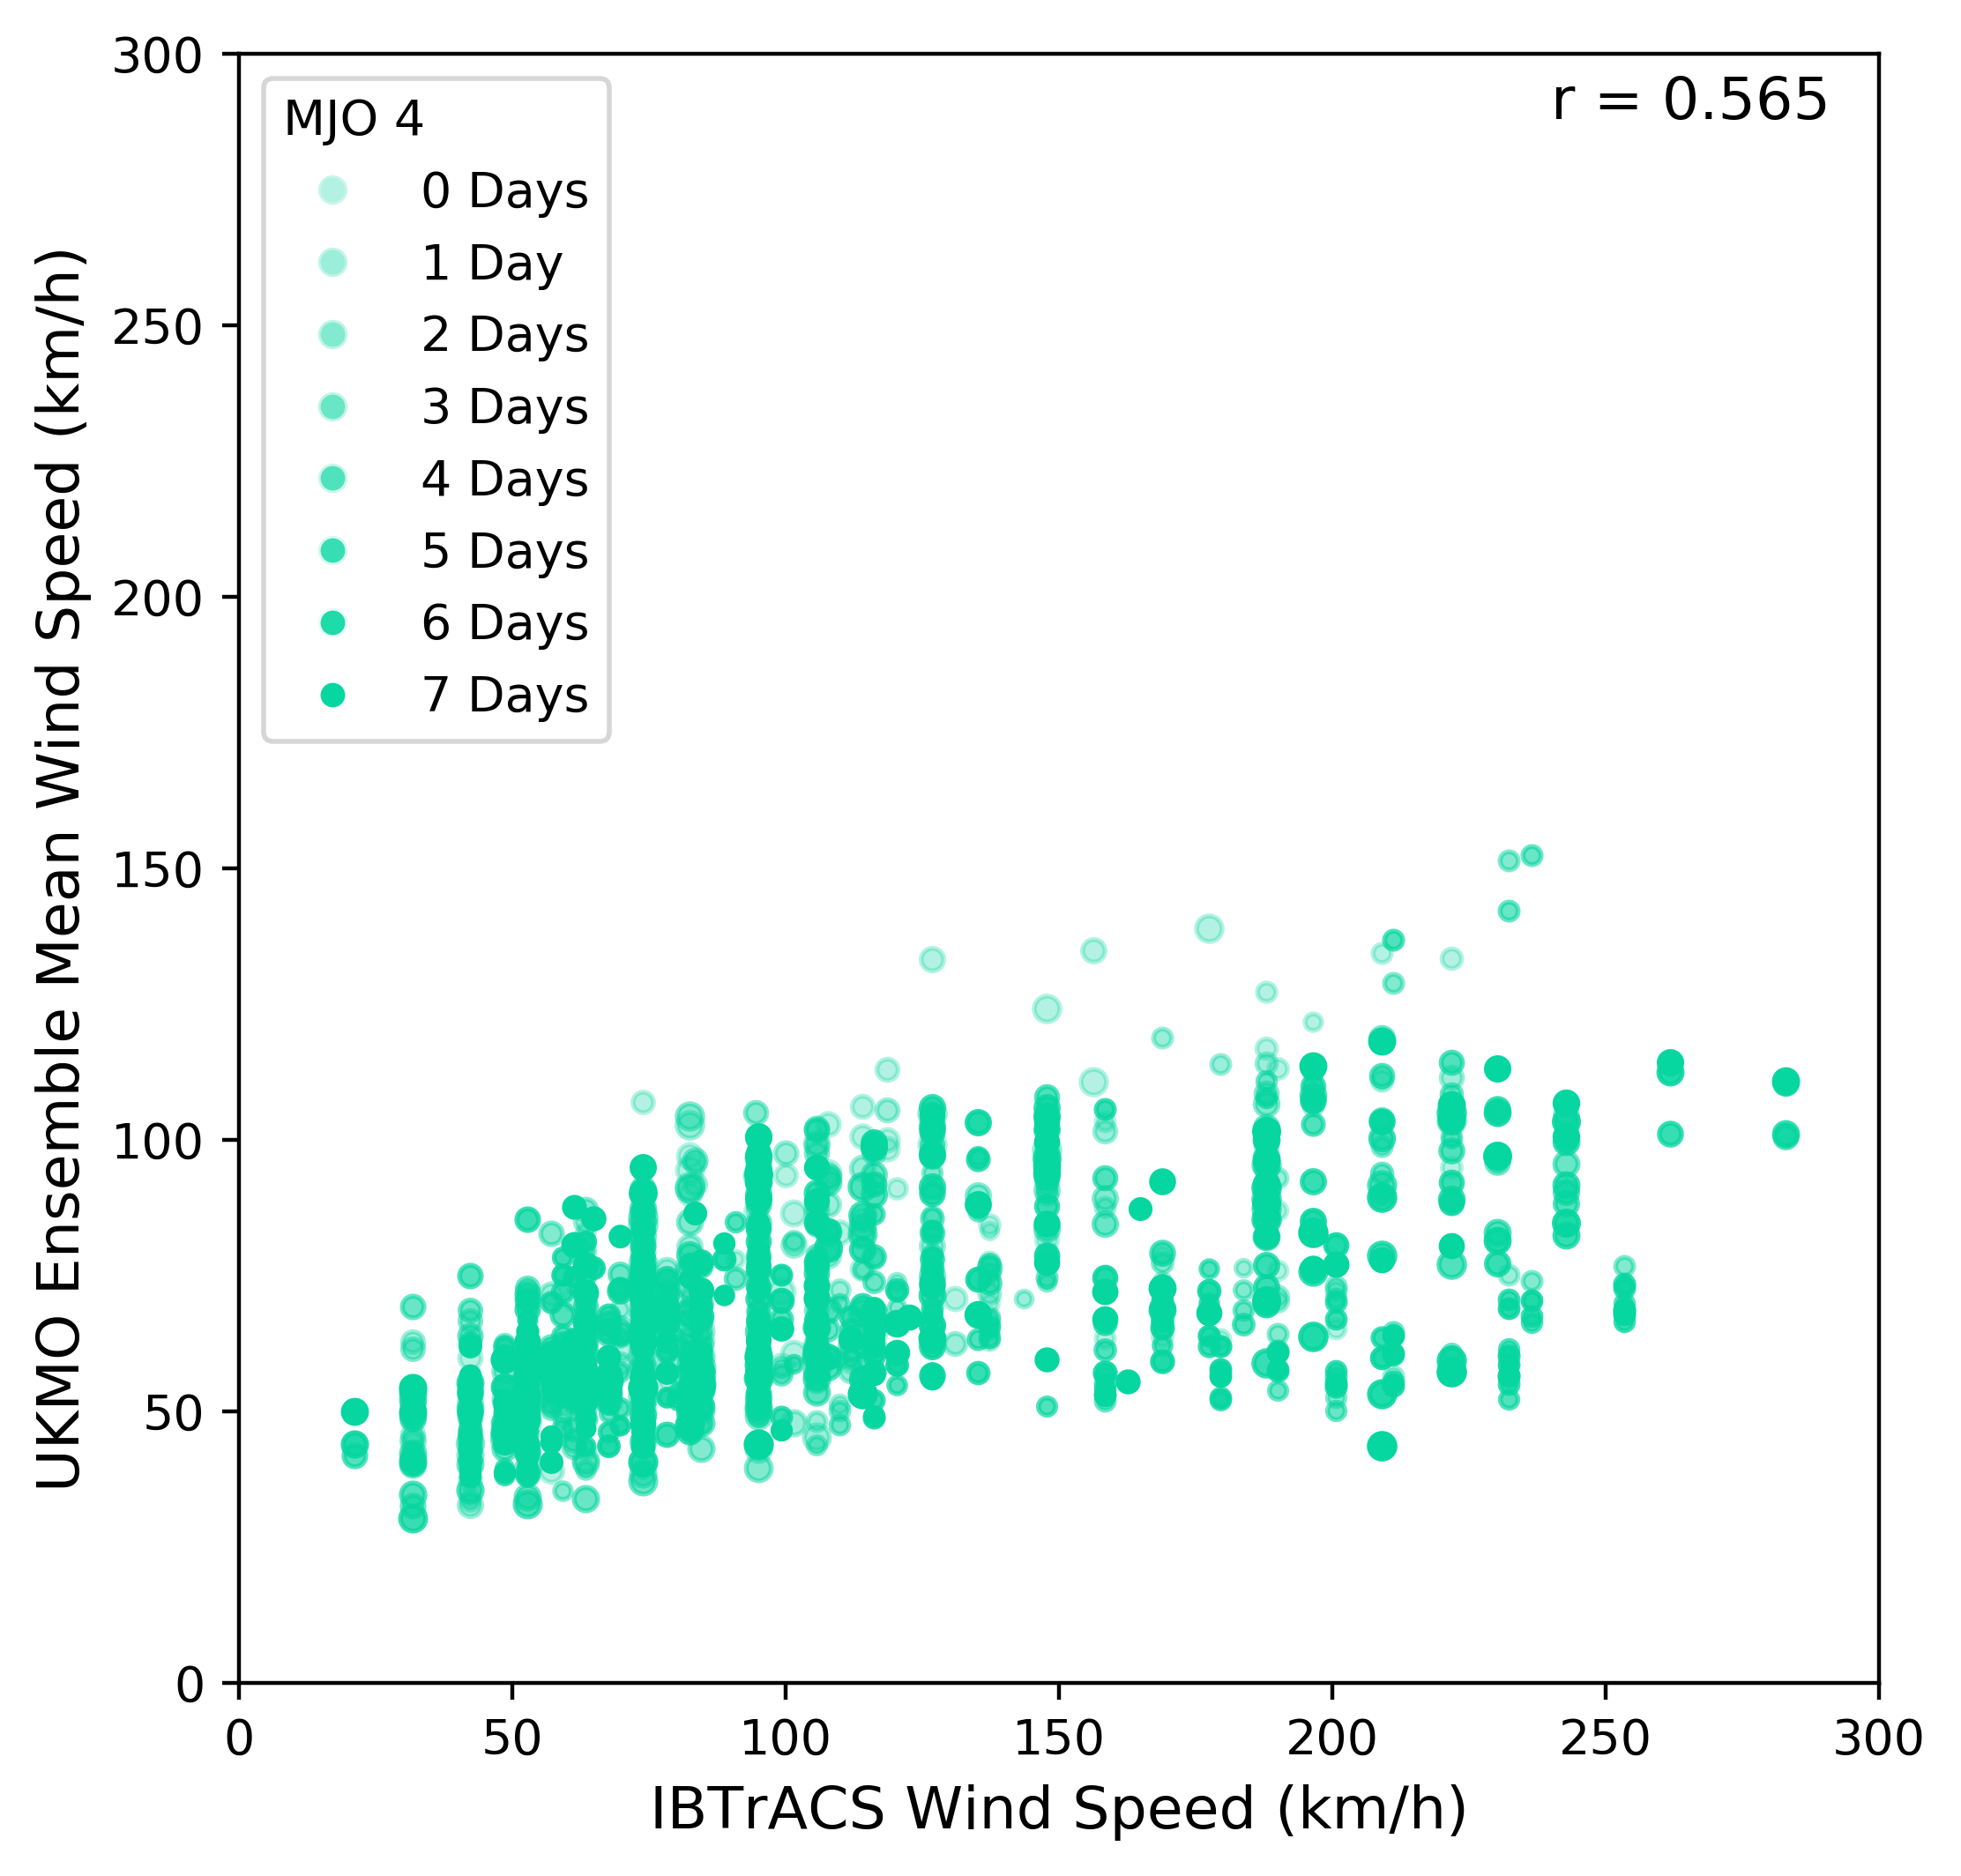 r = 0.565
MJO 4
0 Days
1 Day
2 Days
3 Days
4 Days
5 Days
6 Days
7 Days
UKMO Ensemble Mean Wind Speed (km/h)
300
250
200
150
100
50
0
0 50 100 150 200 250 300
IBTrACS Wind Speed (km/h)